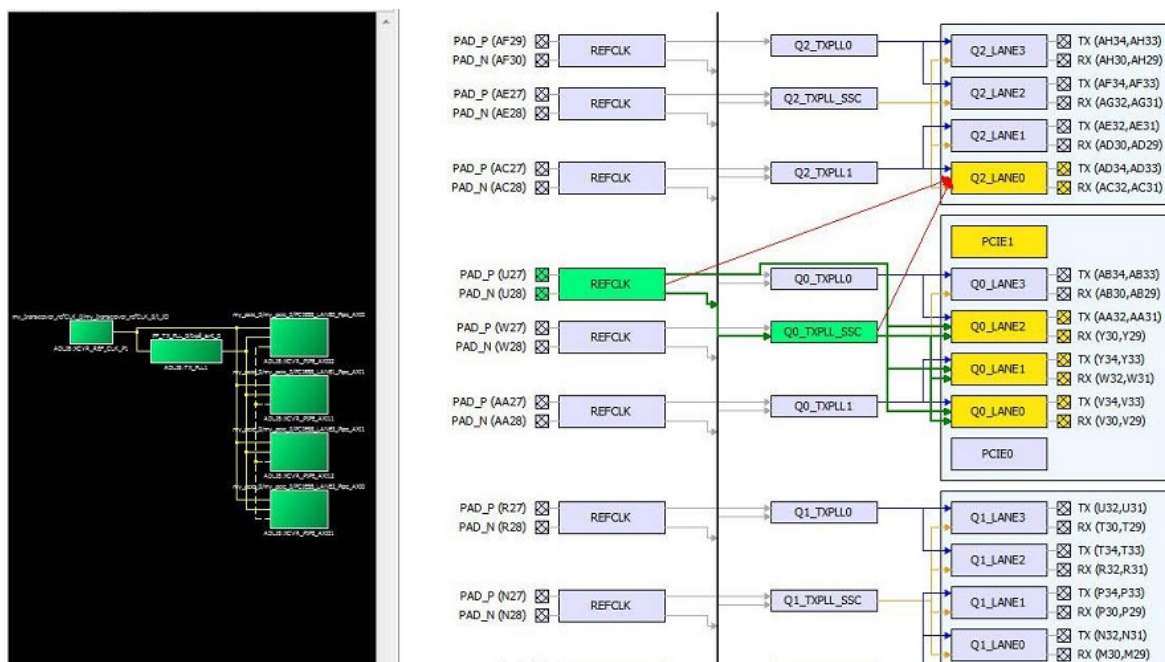 my_transceiver_refCLK_0/my_transceiver_refCLK_0/I_IO
ADLIB:XCVR_REF_CLK_P1
ADLIB:TX_PLL1
PAD_P (AF29)
PAD_N (AF30)
REFCLK
Q2_TXPLL0
Q2_LANE3
TX (AH34,AH33)
RX (AH30,AH29)
PAD_P (AE27)
PAD_N (AE28)
REFCLK
Q2_TXPLL_SSC
Q2_LANE2
TX (AF34,AF33)
RX (AG32,AG31)
Q2_LANE1
TX (AE32,AE31)
RX (AD30,AD29)
PAD_P (AC27)
PAD_N (AC28)
REFCLK
Q2_TXPLL1
Q2_LANE0
TX (AD34,AD33)
RX (AC32,AC31)
PCIE1
PAD_P (U27)
PAD_N (U28)
REFCLK
Q0_TXPLL0
Q0_LANE3
TX (AB34,AB33)
RX (AB30,AB29)
PAD_P (W27)
PAD_N (W28)
REFCLK
Q0_TXPLL_SSC
Q0_LANE2
TX (AA32,AA31)
RX (Y30,Y29)
Q0_LANE1
TX (Y34,Y33)
RX (W32,W31)
PAD_P (AA27)
PAD_N (AA28)
REFCLK
Q0_TXPLL1
Q0_LANE0
TX (V34,V33)
RX (V30,V29)
PCIE0
PAD_P (R27)
PAD_N (R28)
REFCLK
Q1_TXPLL0
Q1_LANE3
TX (U32,U31)
RX (T30,T29)
Q1_LANE2
TX (T34,T33)
RX (R32,R31)
PAD_P (N27)
PAD_N (N28)
REFCLK
Q1_TXPLL_SSC
Q1_LANE1
TX (P34,P33)
RX (P30,P29)
Q1_LANE0
TX (N32,N31)
RX (M30,M29)